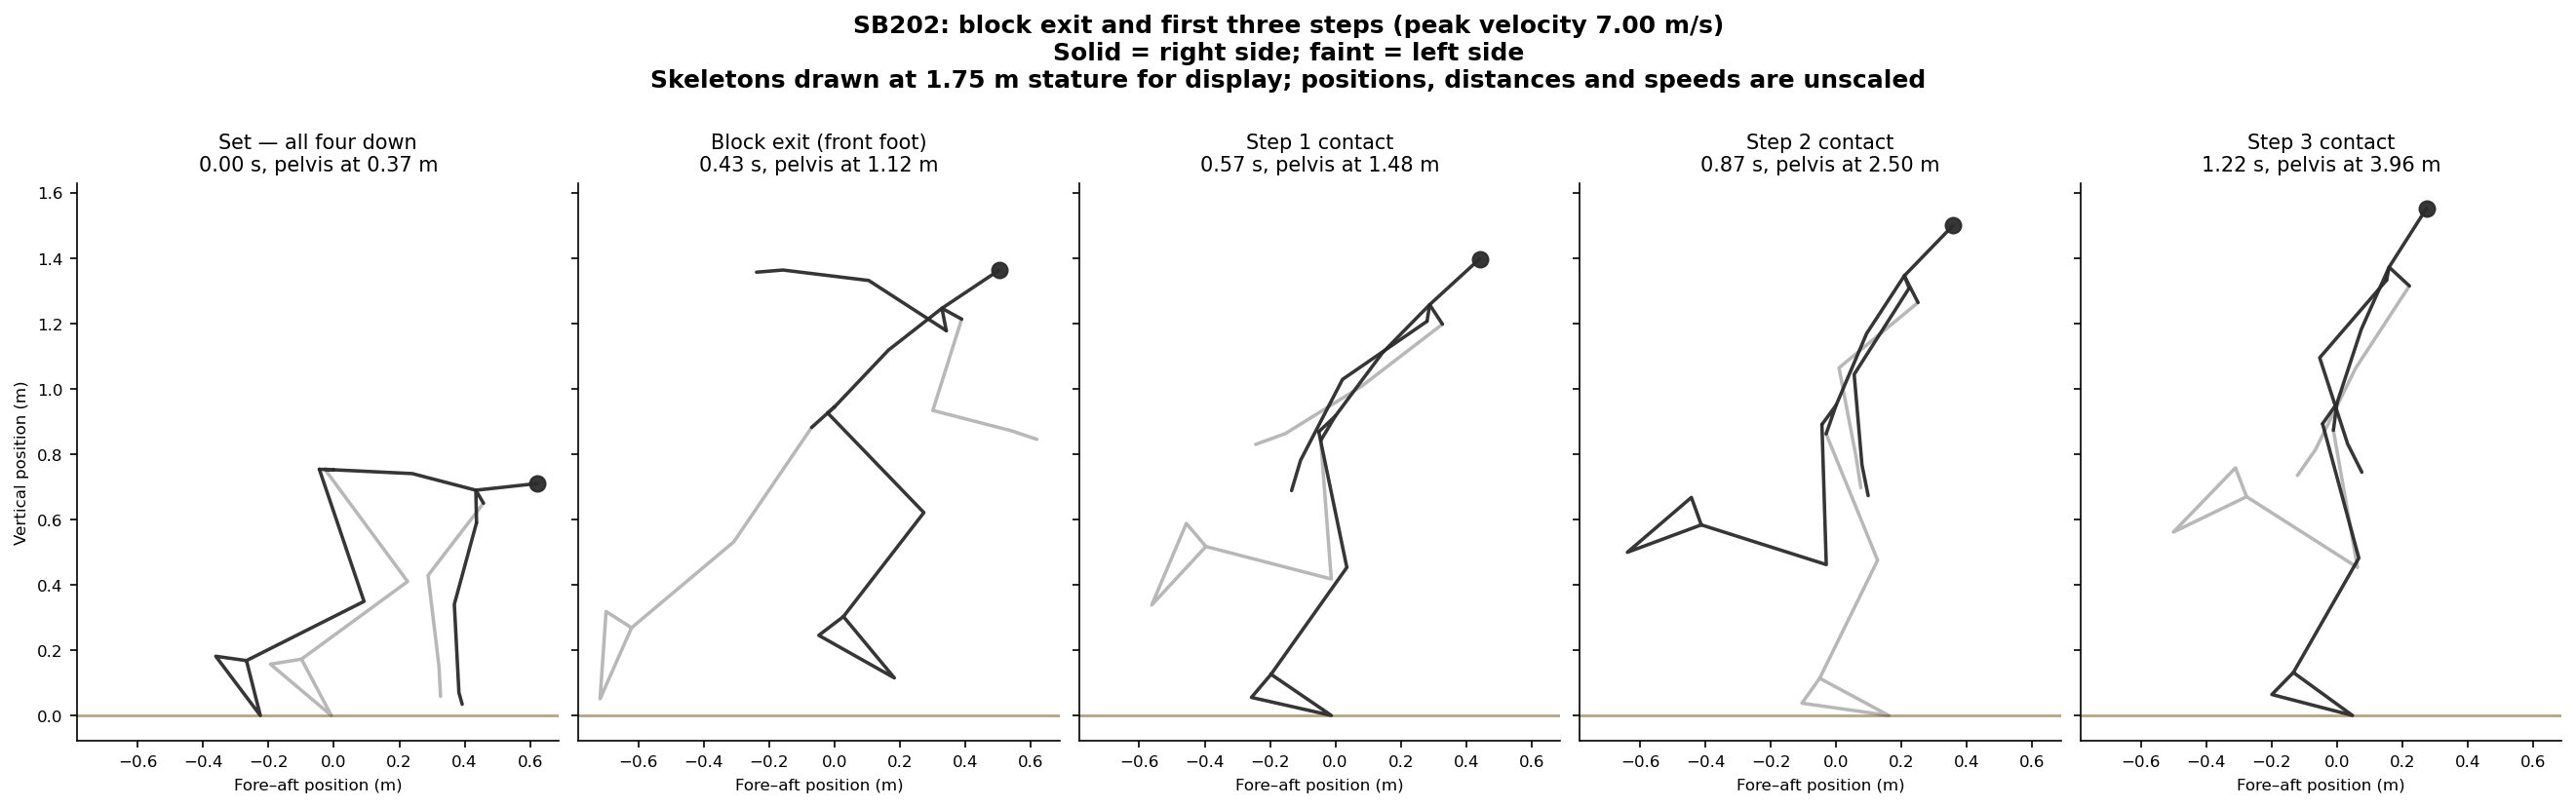 SB202: block exit and first three steps (peak velocity 7.00 m/s)
Solid = right side; faint = left side
Skeletons drawn at 1.75 m stature for display; positions, distances and speeds are unscaled
Set — all four down
0.00 s, pelvis at 0.37 m
Block exit (front foot)
0.43 s, pelvis at 1.12 m
Step 1 contact
0.57 s, pelvis at 1.48 m
Step 2 contact
0.87 s, pelvis at 2.50 m
Step 3 contact
1.22 s, pelvis at 3.96 m
Vertical position (m)
1.6
1.4
1.2
1.0
0.8
0.6
0.4
0.2
0.0
−0.6 −0.4 −0.2 0.0 0.2 0.4 0.6
Fore–aft position (m)
−0.6 −0.4 −0.2 0.0 0.2 0.4 0.6
Fore–aft position (m)
−0.6 −0.4 −0.2 0.0 0.2 0.4 0.6
Fore–aft position (m)
−0.6 −0.4 −0.2 0.0 0.2 0.4 0.6
Fore–aft position (m)
−0.6 −0.4 −0.2 0.0 0.2 0.4 0.6
Fore–aft position (m)